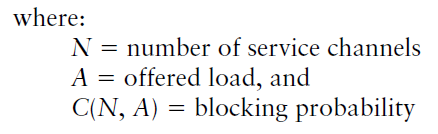 where:
N = number of service channels
A = offered load, and
C(N, A) = blocking probability